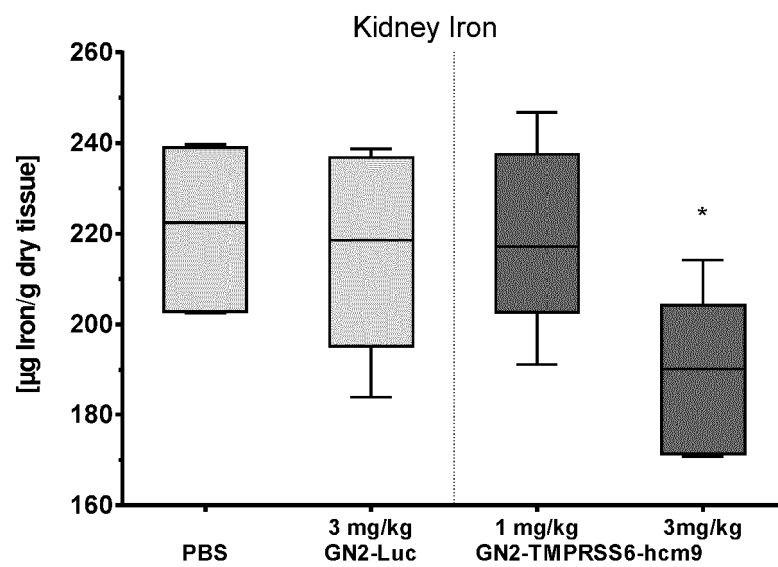 Kidney Iron
[µg Iron/g dry tissue]
260
240
220
200
180
160
*
3 mg/kg
1 mg/kg
3mg/kg
PBS
GN2-Luc
GN2-TMPRSS6-hcm9